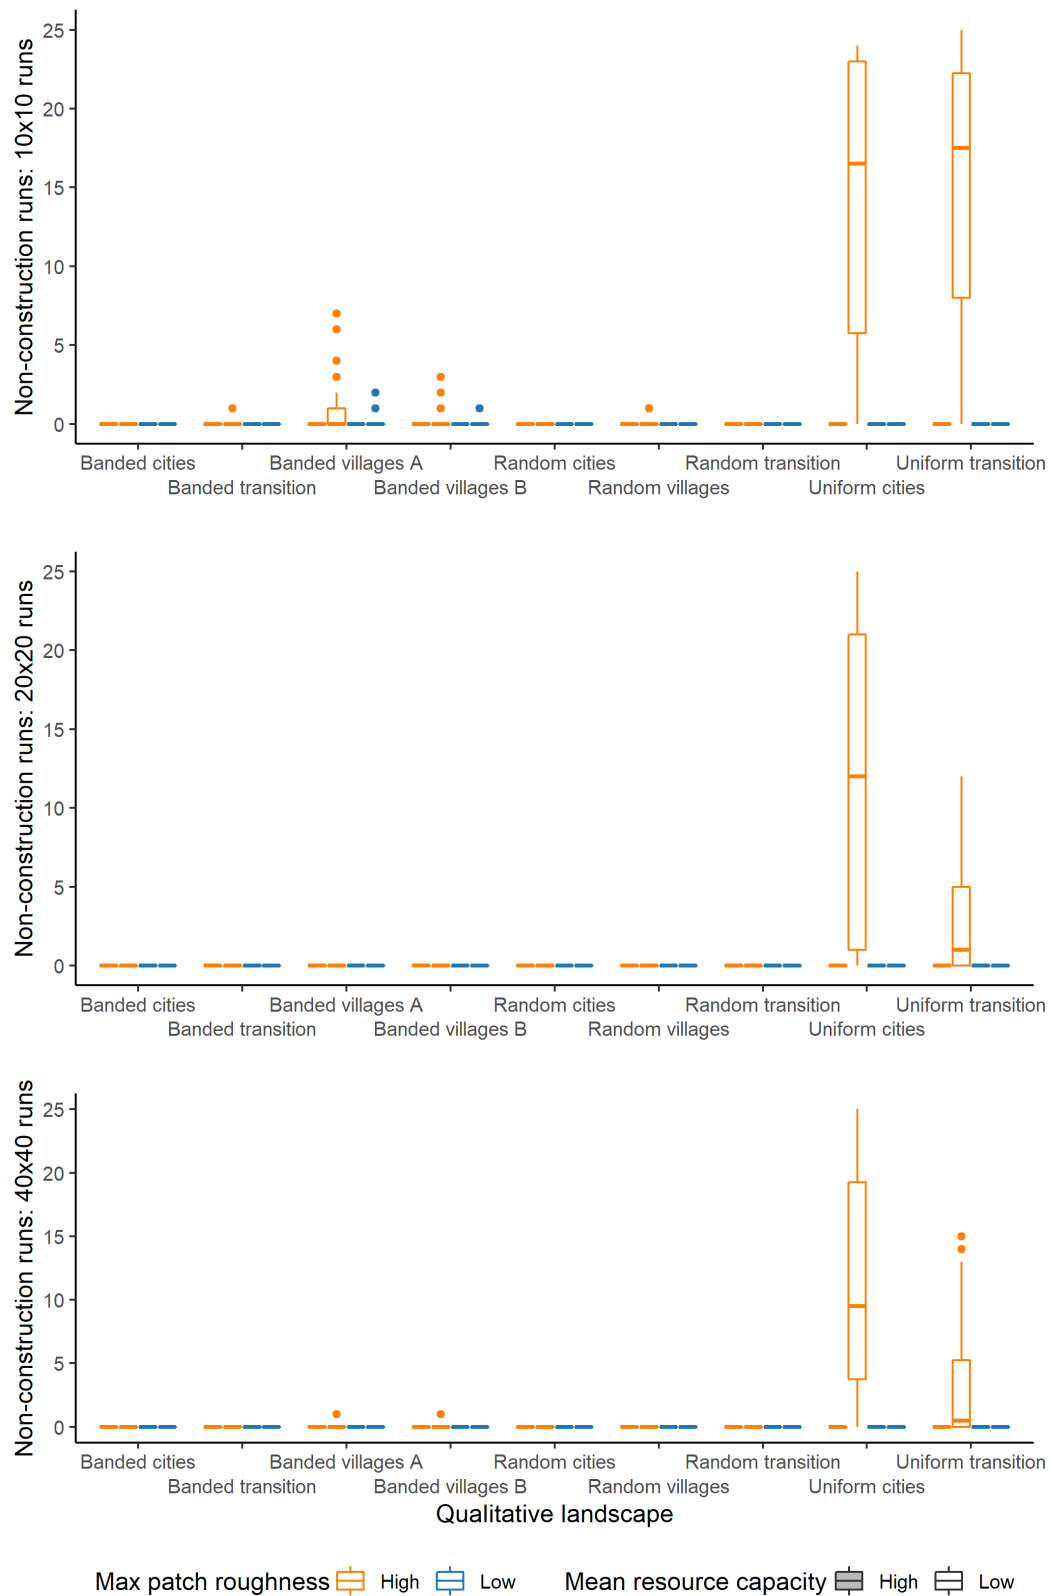 Non-construction runs: 10x10 runs
25
20
15
10
5
0
Banded cities
Banded transition
Banded villages A
Banded villages B
Random cities
Random villages
Random transition
Uniform cities
Uniform transition
Non-construction runs: 20x20 runs
25
20
15
10
5
0
Banded cities
Banded transition
Banded villages A
Banded villages B
Random cities
Random villages
Random transition
Uniform cities
Uniform transition
Non-construction runs: 40x40 runs
25
20
15
10
5
0
Banded cities
Banded transition
Banded villages A
Banded villages B
Random cities
Random villages
Random transition
Uniform cities
Uniform transition
Qualitative landscape
Max patch roughness High Low Mean resource capacity High Low